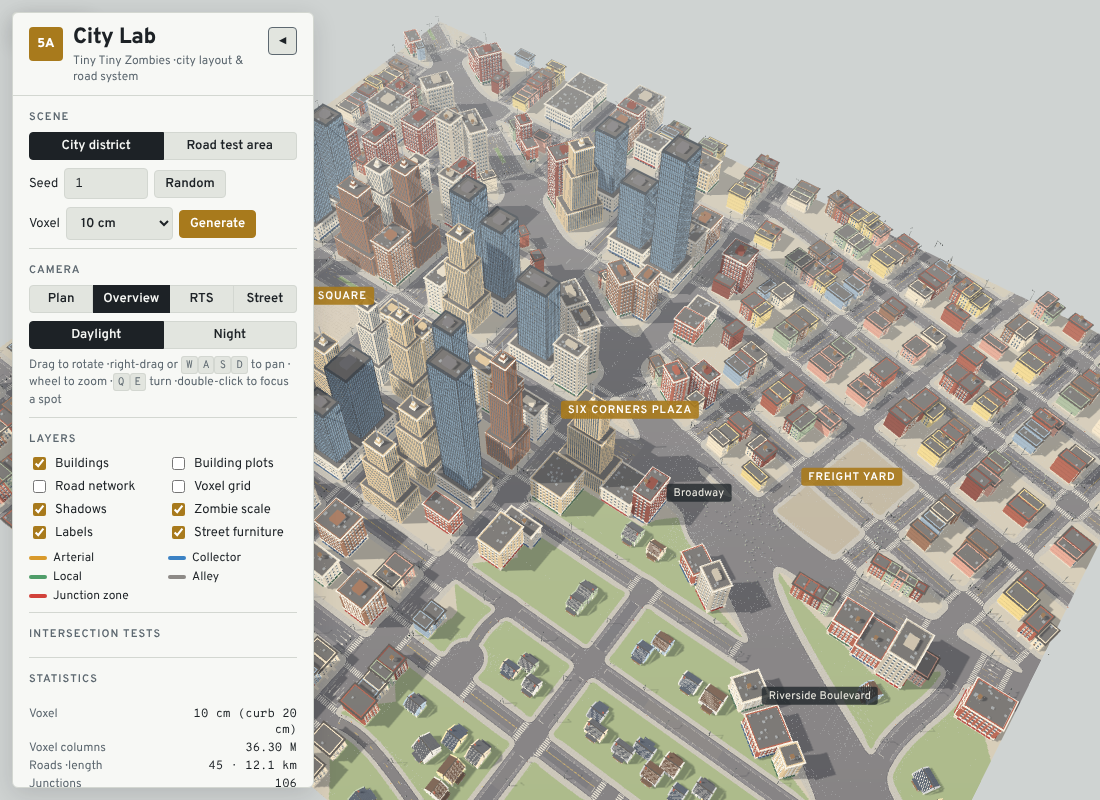 5A
City Lab
◄
Tiny Tiny Zombies · city layout &
road system
SCENE
City district
Road test area
Seed
1
Random
Voxel
10 cm
Generate
CAMERA
Plan
Overview
RTS
Street
Daylight
Night
Drag to rotate · right-drag or W A S D to pan ·
wheel to zoom · Q E turn · double-click to focus
a spot
LAYERS
Buildings
Building plots
Road network
Voxel grid
Shadows
Zombie scale
Labels
Street furniture
Arterial
Collector
Local
Alley
Junction zone
INTERSECTION TESTS
STATISTICS
Voxel
10 cm (curb 20
cm)
Voxel columns
36.30 M
Roads · length
45 · 12.1 km
Junctions
106
SQUARE
SIX CORNERS PLAZA
FREIGHT YARD
Broadway
Riverside Boulevard